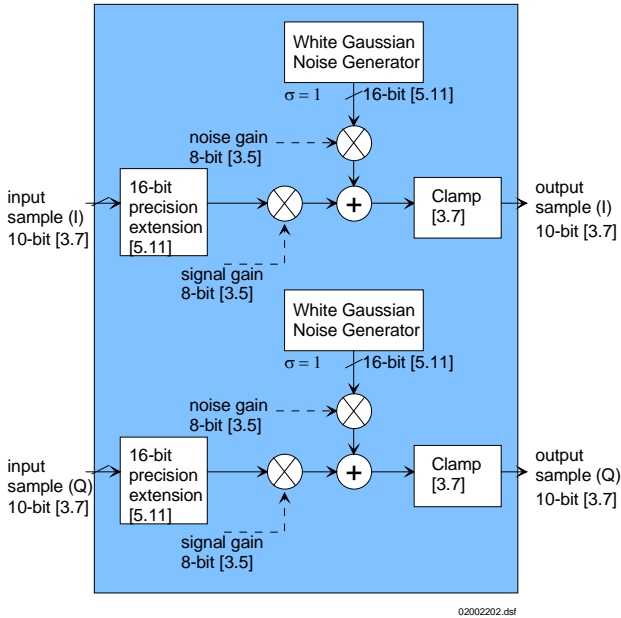 White Gaussian
Noise Generator
σ = 1
16-bit [5.11]
noise gain
8-bit [3.5]
input
sample (I)
10-bit [3.7]
16-bit
precision
extension
[5.11]
+
Clamp
[3.7]
output
sample (I)
10-bit [3.7]
signal gain
8-bit [3.5]
White Gaussian
Noise Generator
σ = 1
16-bit [5.11]
noise gain
8-bit [3.5]
input
sample (Q)
10-bit [3.7]
16-bit
precision
extension
[5.11]
+
Clamp
[3.7]
output
sample (Q)
10-bit [3.7]
signal gain
8-bit [3.5]
02002202.dsf